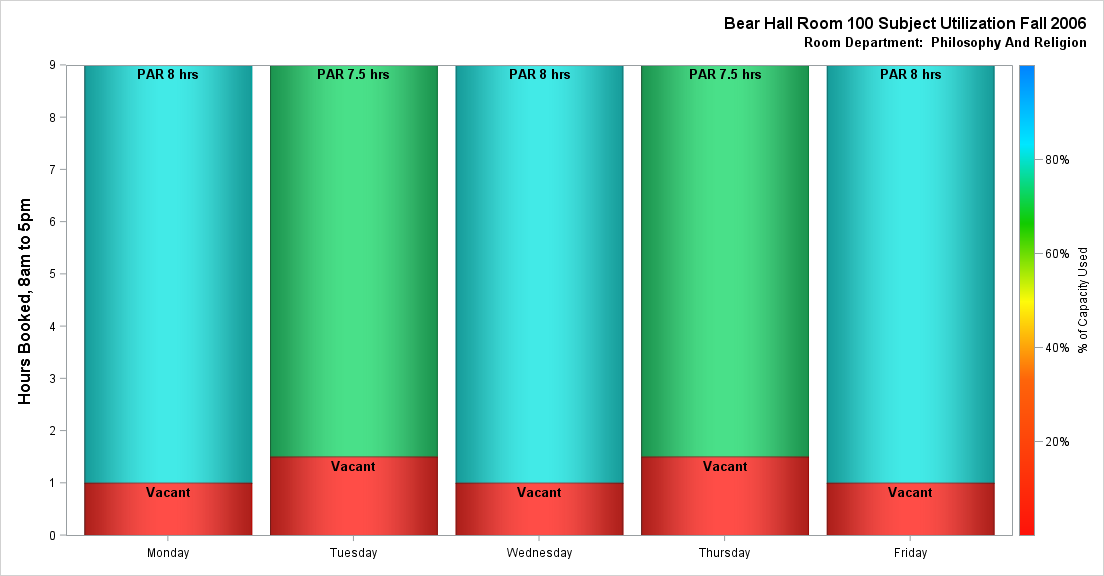 Bear Hall Room 100 Subject Utilization Fall 2006
Room Department:  Philosophy And Religion
Hours Booked, 8am to 5pm
9
8
7
6
5
4
3
2
1
0
PAR 8 hrs
PAR 7.5 hrs
PAR 8 hrs
PAR 7.5 hrs
PAR 8 hrs
Vacant
Vacant
Vacant
Vacant
Vacant
Monday
Tuesday
Wednesday
Thursday
Friday
80%
60%
40%
20%
% of Capacity Used